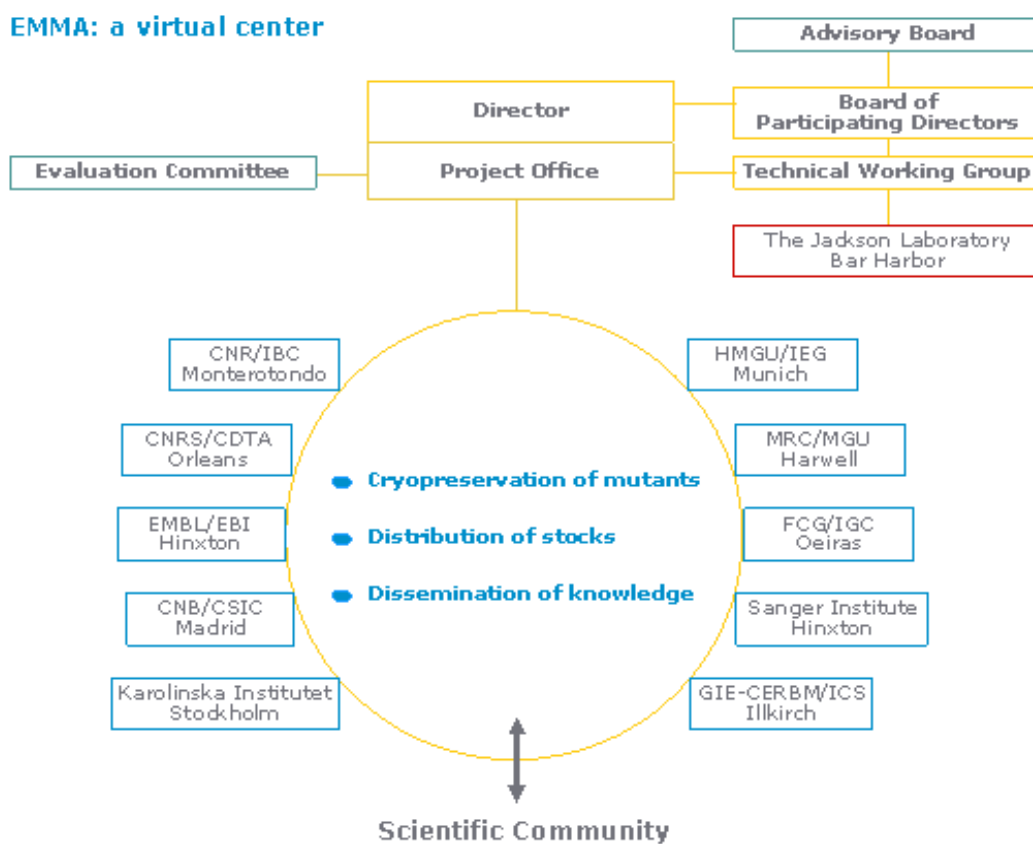 EMMA: a virtual center
Advisory Board
Director
Board of
Participating Directors
Evaluation Committee
Project Office
Technical Working Group
The Jackson Laboratory
Bar Harbor
CNR/IBC
Monterotondo
HMGU/IEG
Munich
CNRS/CDTA
Orleans
MRC/MGU
Harwell
Cryopreservation of mutants
EMBL/EBI
Hinxton
Distribution of stocks
FCG/IGC
Oeiras
Dissemination of knowledge
CNB/CSIC
Madrid
Sanger Institute
Hinxton
Karolinska Institutet
Stockholm
GIE-CERBM/ICS
Illkirch
Scientific Community